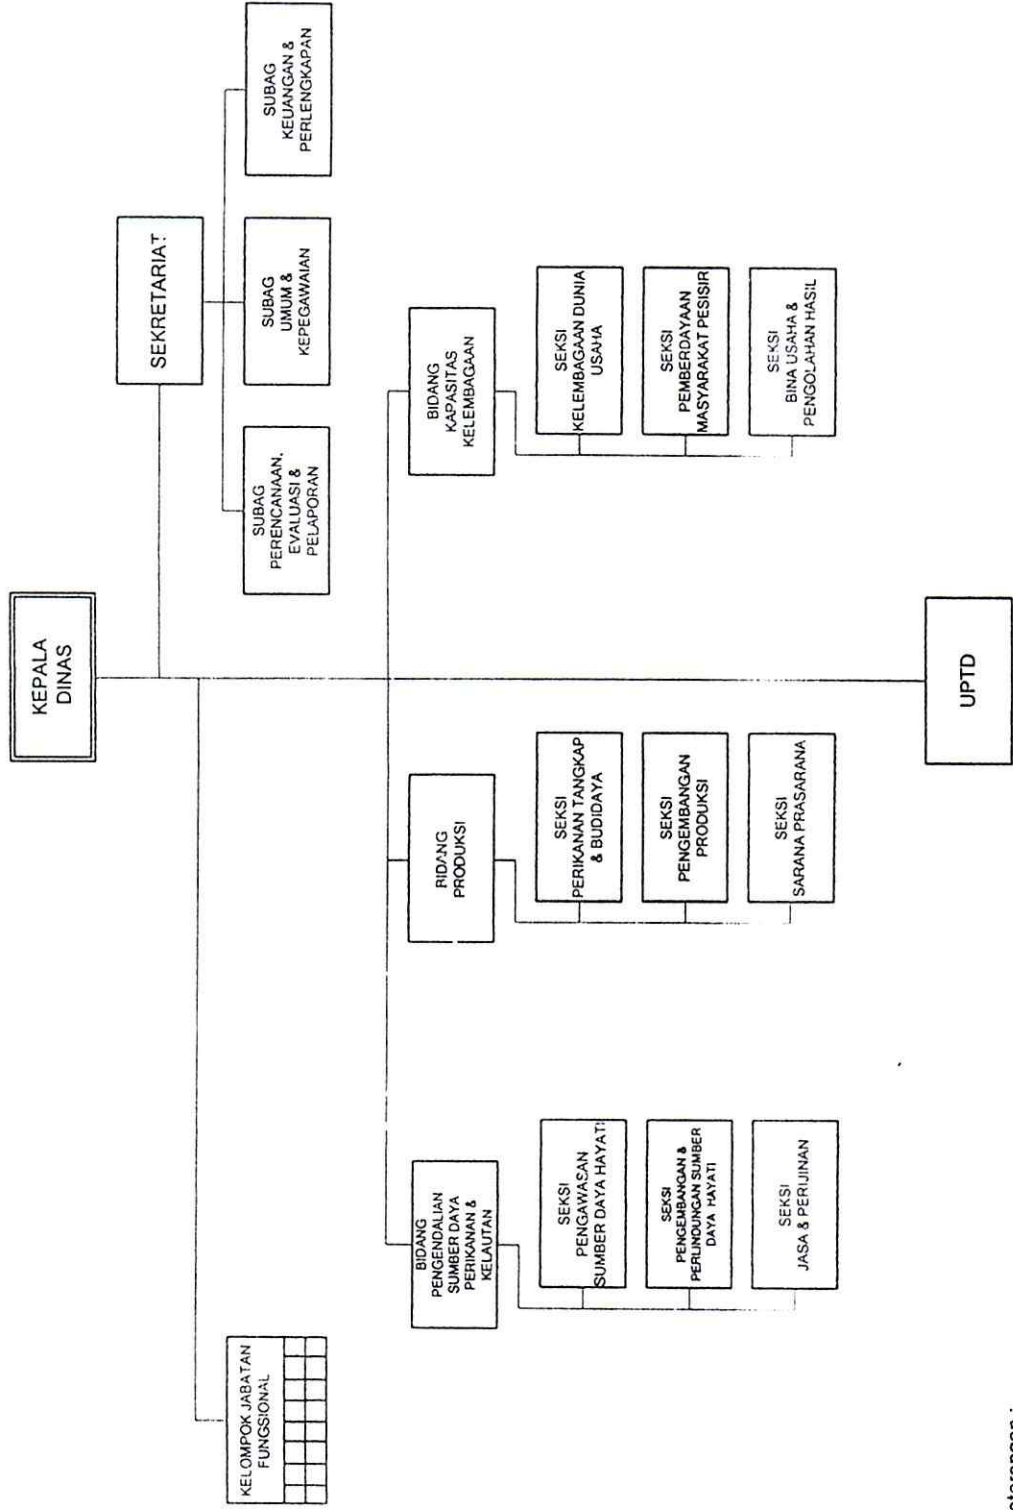 KEPALA
DINAS
SEKRETARIAT
KELOMPOK JABATAN
FUNGSIONAL
SUBAG
PERENCANAAN,
EVALUASI &
PELAPORAN
SUBAG
UMUM &
KEPEGAWAIAN
SUBAG
KEUANGAN &
PERLENGKAPAN
BIDANG
PENGENDALIAN
SUMBER DAYA
PERIKANAN &
KELAUTAN
SEKSI
PENGAWASAN
SUMBER DAYA HAYATI
SEKSI
PENGEMBANGAN &
PERLINDUNGAN SUMBER
DAYA HAYATI
SEKSI
JASA & PERIJINAN
BIDANG
PRODUKSI
SEKSI
PERIKANAN TANGKAP
& BUDIDAYA
SEKSI
PENGEMBANGAN
PRODUKSI
SEKSI
SARANA PRASARANA
BIDANG
KAPASITAS
KELEMBAGAAN
SEKSI
KELEMBAGAAN DUNIA
USAHA
SEKSI
PEMBERDAYAAN
MASYARAKAT PESISIR
SEKSI
BINA USAHA &
PENGOLAHAN HASIL
UPTD